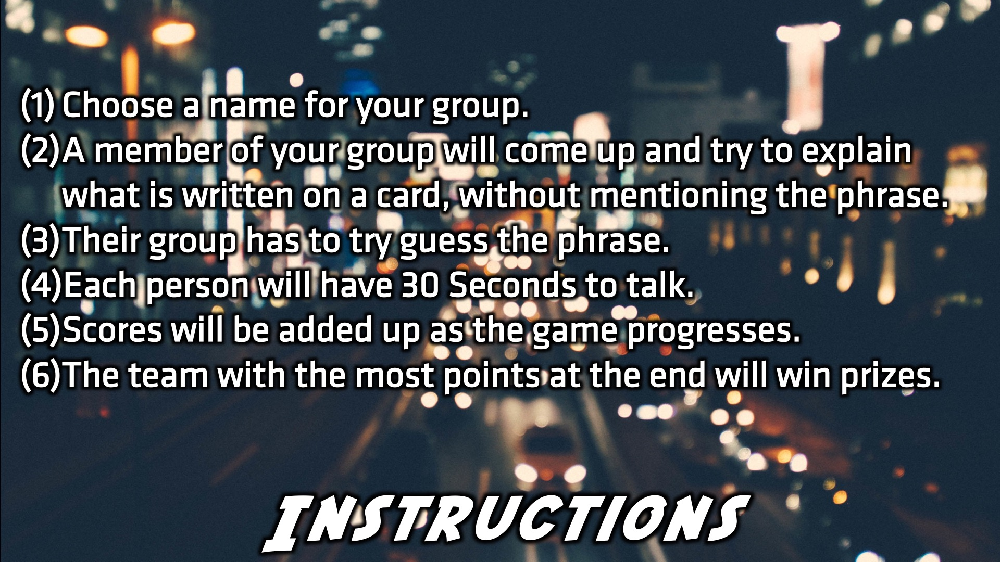 (1) Choose a name for your group.
(2) A member of your group will come up and try to explain
what is written on a card, without mentioning the phrase.
(3) Their group has to try guess the phrase.
(4) Each person will have 30 Seconds to talk.
(5) Scores will be added up as the game progresses.
(6) The team with the most points at the end will win prizes.
INSTRUCTIONS